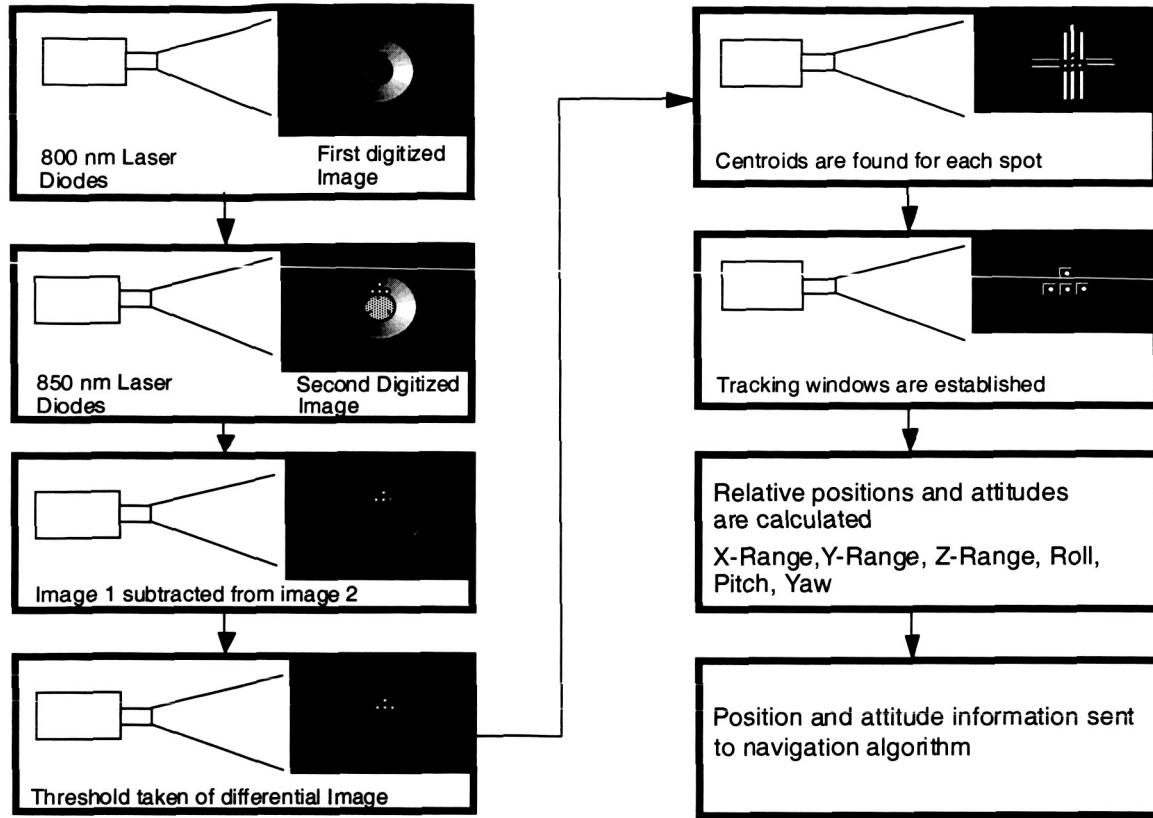 800 nm Laser
Diodes
First digitized
Image
850 nm Laser
Diodes
Second Digitized
Image
Image 1 subtracted from image 2
Threshold taken of differential Image
Centroids are found for each spot
Tracking windows are established
Relative positions and attitudes
are calculated
X-Range,Y-Range, Z-Range, Roll,
Pitch, Yaw
Position and attitude information sent
to navigation algorithm